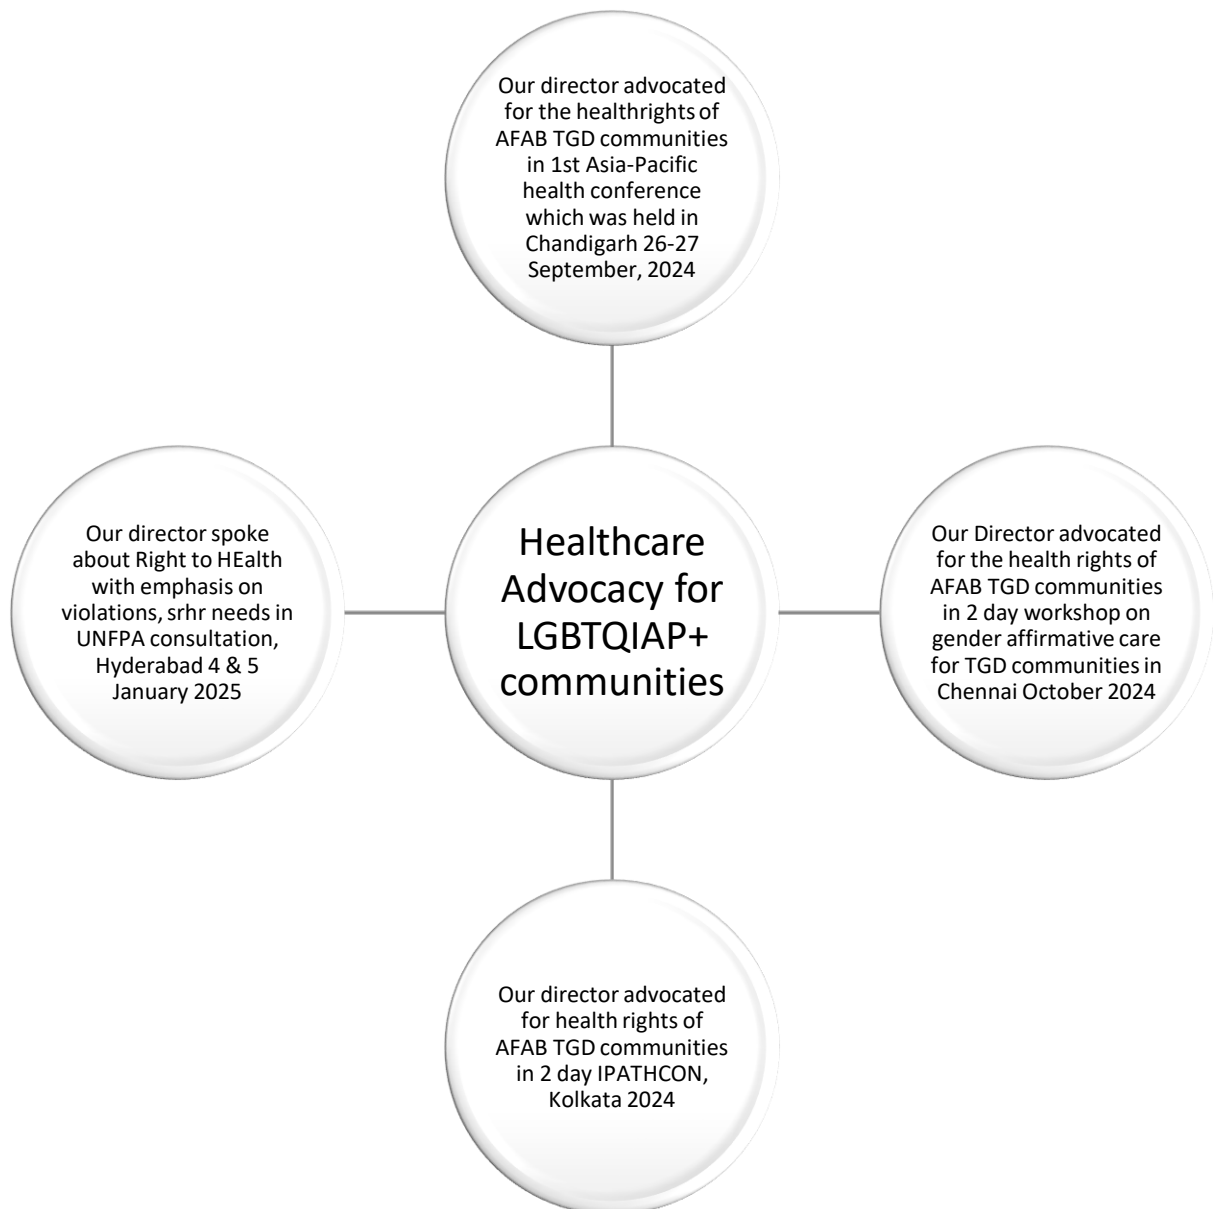 Our director advocated
for the healthrights of
AFAB TGD communities
in 1st Asia-Pacific
health conference
which was held in
Chandigarh 26-27
September, 2024
Our director spoke
about Right to HEalth
with emphasis on
violations, srhr needs in
UNFPA consultation,
Hyderabad 4 & 5
January 2025
Healthcare
Advocacy for
LGBTQIAP+
communities
Our Director advocated
for the health rights of
AFAB TGD communities
in 2 day workshop on
gender affirmative care
for TGD communities in
Chennai October 2024
Our director advocated
for health rights of
AFAB TGD communities
in 2 day IPATHCON,
Kolkata 2024